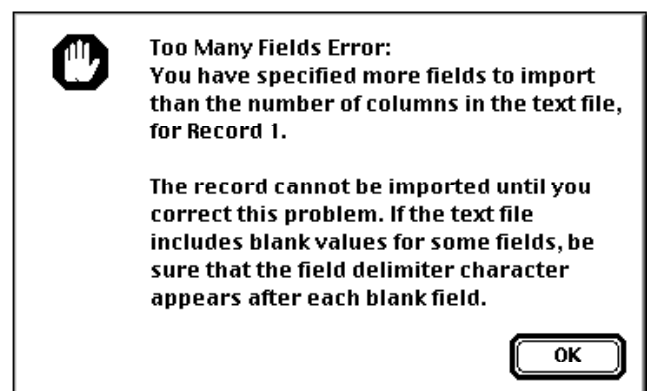 Too Many Fields Error:
You have specified more fields to import
than the number of columns in the text file,
for Record 1.
The record cannot be imported until you
correct this problem. If the text file
includes blank values for some fields, be
sure that the field delimiter character
appears after each blank field.
OK